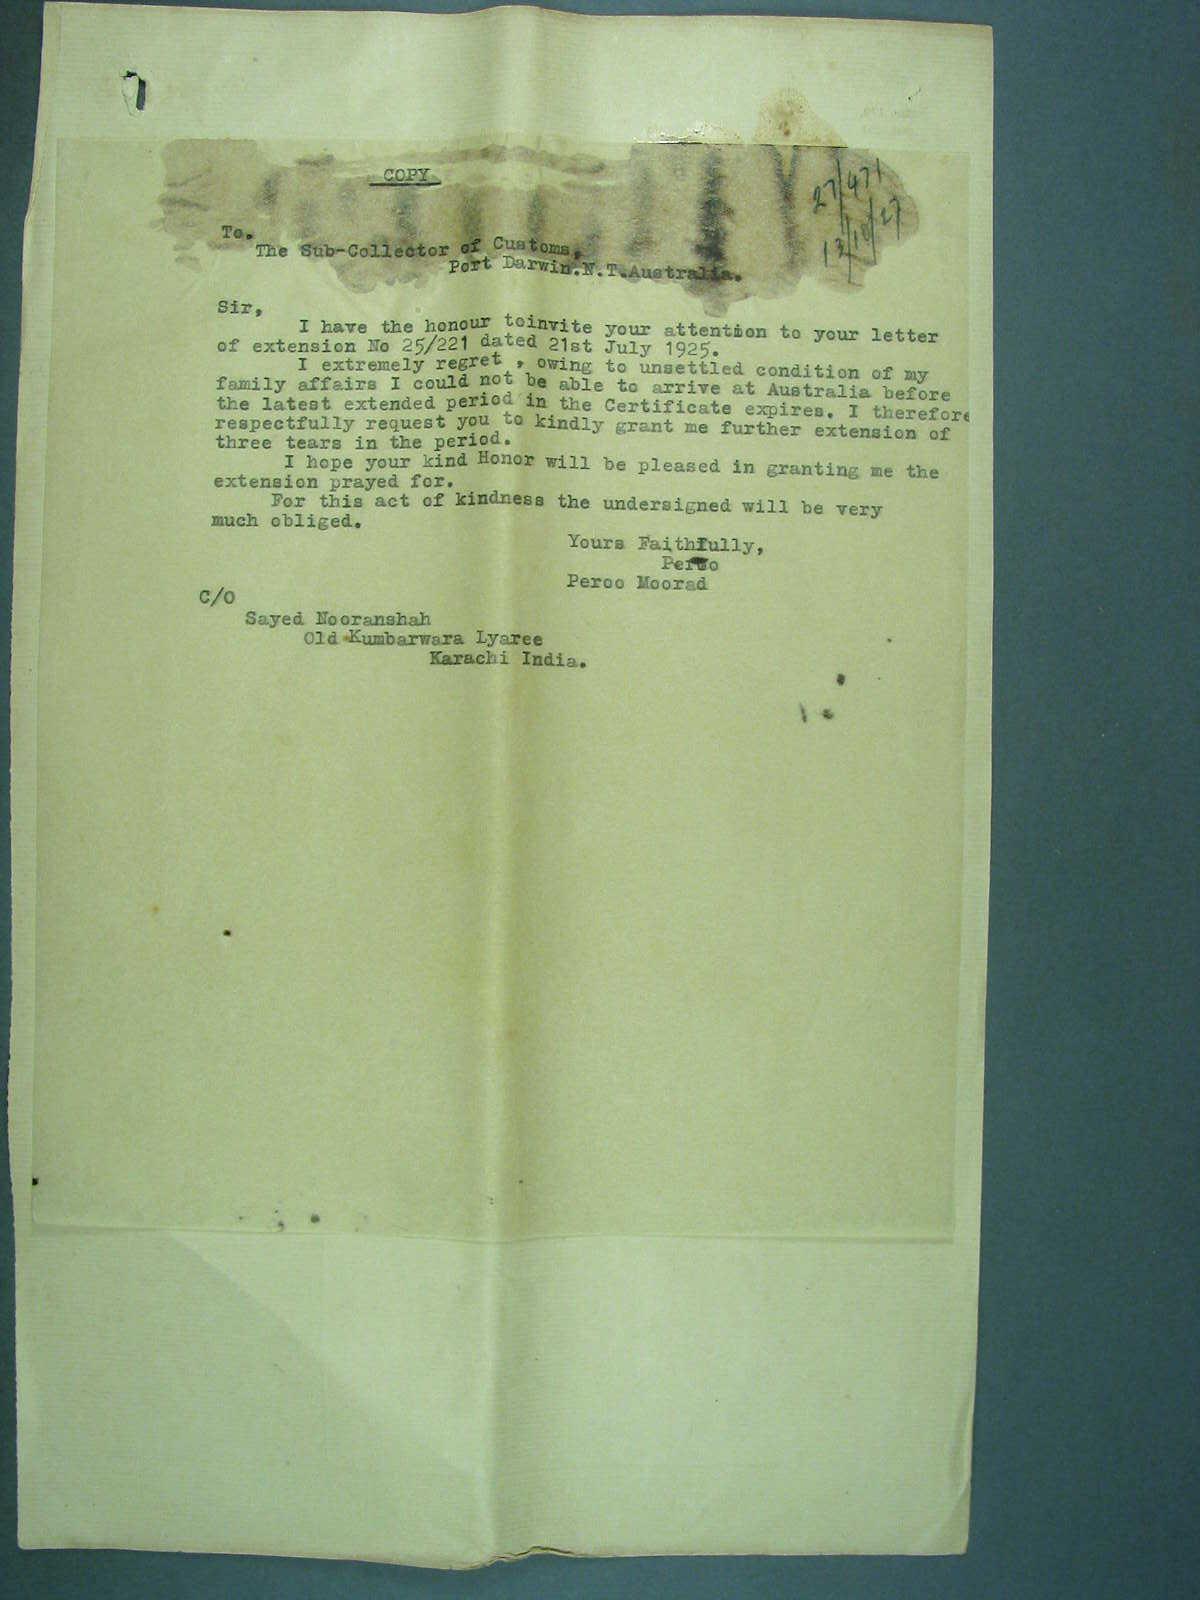 COPY
27/471
12/10/27
To.
The Sub-Collector of Customs,
Port Darwin.N.T.Australia.
Sir,
I have the honour toinvite your attention to your letter
of extension No 25/221 dated 21st July 1925.
I extremely regret , owing to unsettled condition of my
family affairs I could not be able to arrive at Australia before
the latest extended period in the Certificate expires. I therefore
respectfully request you to kindly grant me further extension of
three tears in the period.
I hope your kind Honor will be pleased in granting me the
extension prayed for.
For this act of kindness the undersigned will be very
much obliged.
Yours Faithfully,
Peroo
Peroo Moorad
C/O
Sayed Nooranshah
Old Kumbarwara Lyaree
Karachi India.